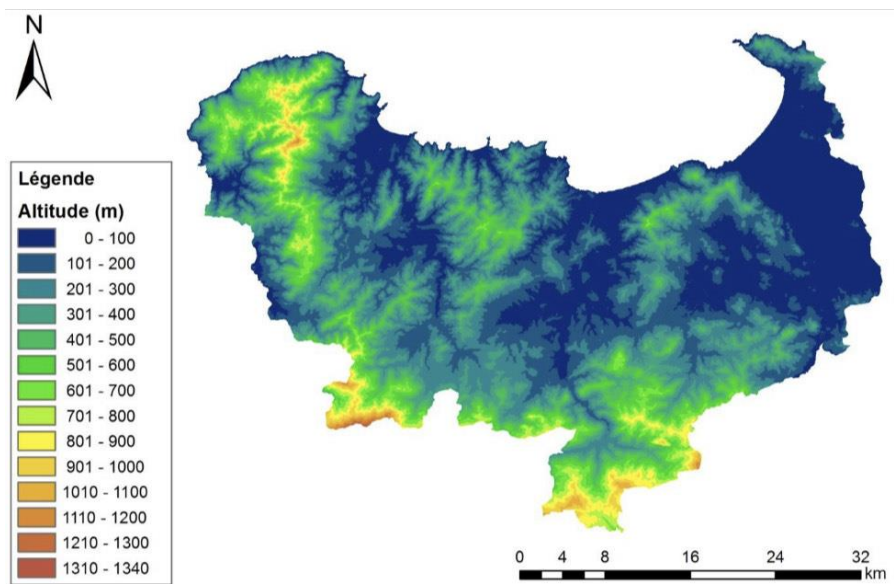 N
Légende
Altitude (m)
0 - 100
101 - 200
201 - 300
301 - 400
401 - 500
501 - 600
601 - 700
701 - 800
801 - 900
901 - 1000
1010 - 1100
1110 - 1200
1210 - 1300
1310 - 1340
0 4 8 16 24 32
km